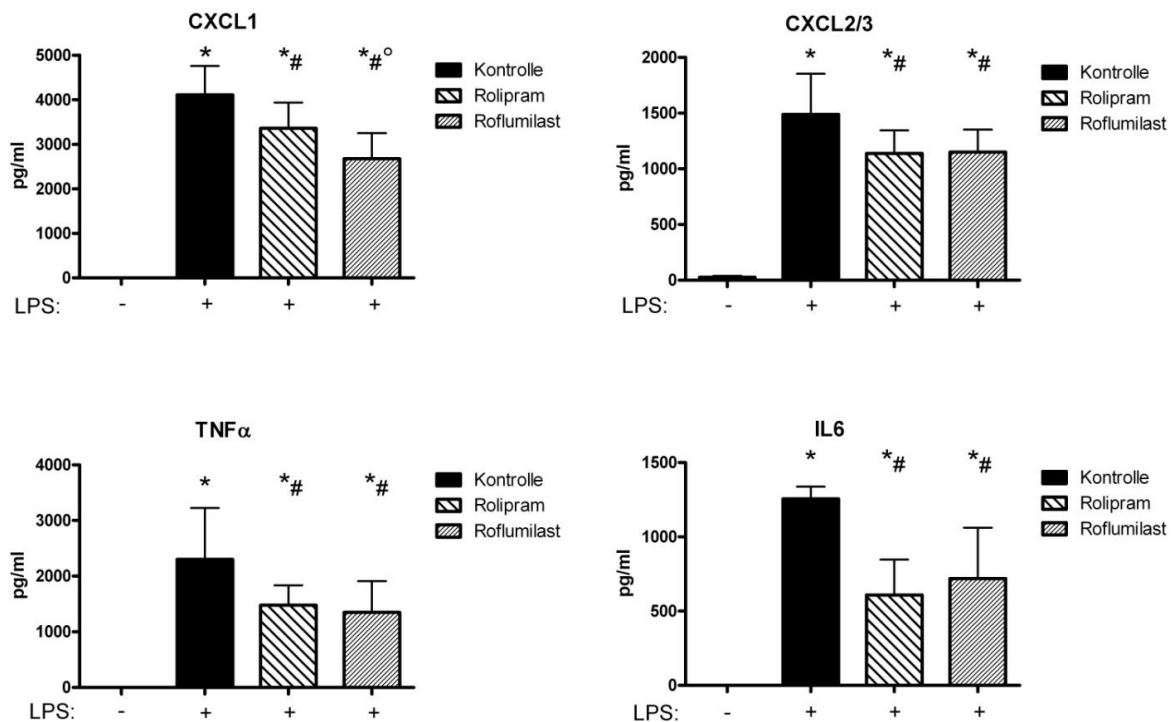 CXCL1
5000
4000
3000
2000
1000
0
pg/ml
* *# *#°
Kontrolle
Rolipram
Roflumilast
LPS: - + + +
CXCL2/3
2000
1500
1000
500
0
pg/ml
* *# *#
Kontrolle
Rolipram
Roflumilast
LPS: - + + +
TNFα
4000
3000
2000
1000
0
pg/ml
* *# *#
Kontrolle
Rolipram
Roflumilast
LPS: - + + +
IL6
1500
1000
500
0
pg/ml
* *# *#
Kontrolle
Rolipram
Roflumilast
LPS: - + + +